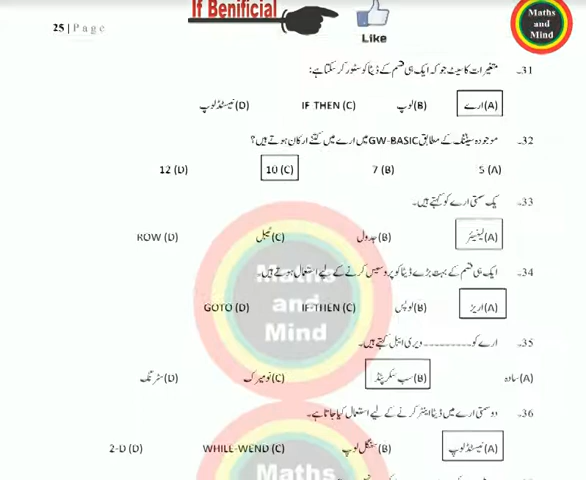 25 | P a g e
If Benificial
Like
Maths
and
Mind
31۔ متغیرات کا سیٹ جو کہ ایک ہی قسم کے ڈیٹا کو سٹور کر سکتا ہے:
(A) ارے (B) لوپ (C) IF THEN (D) نیسٹڈ لوپ
32۔ موجودہ سیٹنگ کے مطابق GW-BASIC میں ارے میں کتنے ارکان ہوتے ہیں؟
(A) 5 (B) 7 (C) 10 (D) 12
33۔ یک سمتی ارے کو کہتے ہیں۔
(A) لینیئر (B) جدول (C) ٹیبل (D) ROW
34۔ ایک ہی قسم کے بہت بڑے ڈیٹا کو پروسیس کرنے کے لیے استعمال ہوتے ہیں۔
(A) اریز (B) لوپس (C) IF-THEN (D) GOTO
35۔ ارے کو ـــــــــــــ ویری ایبل کہتے ہیں۔
(A) سادہ (B) سب سکرپٹڈ (C) نومیرک (D) سٹرنگ
36۔ دو سمتی ارے میں ڈیٹا اینٹر کرنے کے لیے استعمال کیا جاتا ہے۔
(A) نیسٹڈ لوپ (B) سنگل لوپ (C) WHILE-WEND (D) 2-D
Maths
and
Mind
Maths